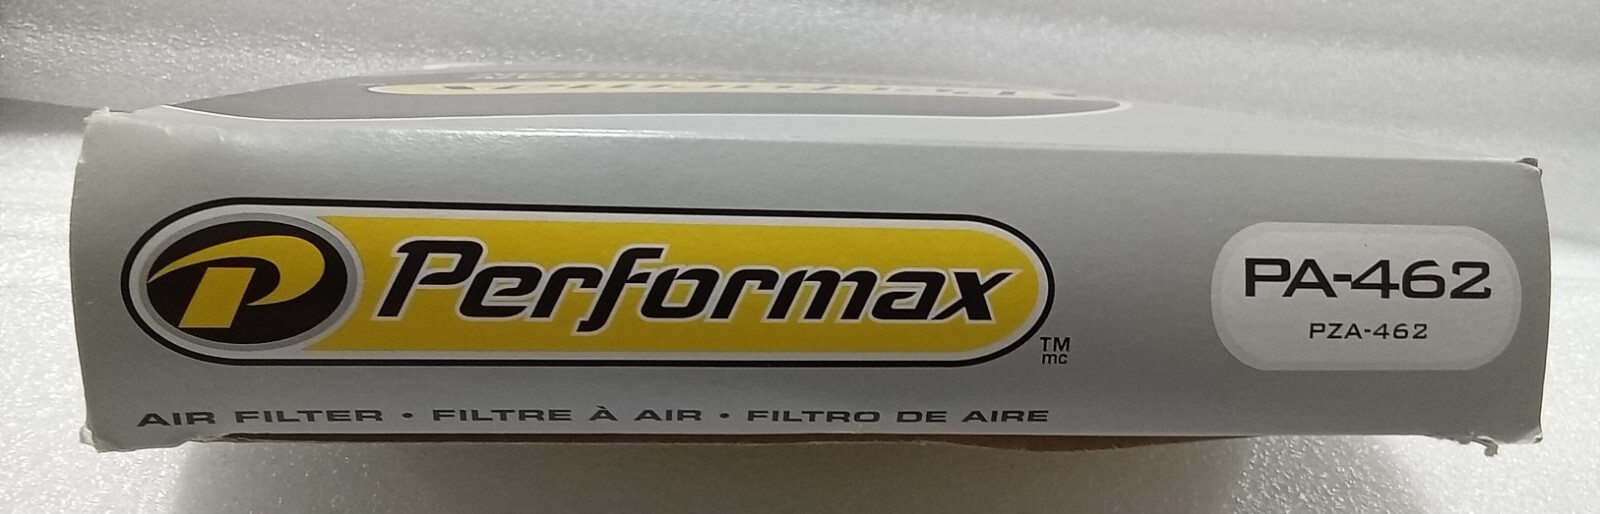 Performax
TM
mc
PA-462
PZA-462
AIR FILTER • FILTRE À AIR • FILTRO DE AIRE